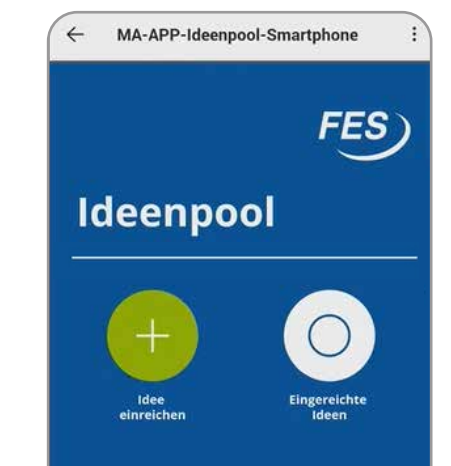 MA-APP-Ideenpool-Smartphone
FES
Ideenpool
Idee
einreichen
Eingereichte
Ideen